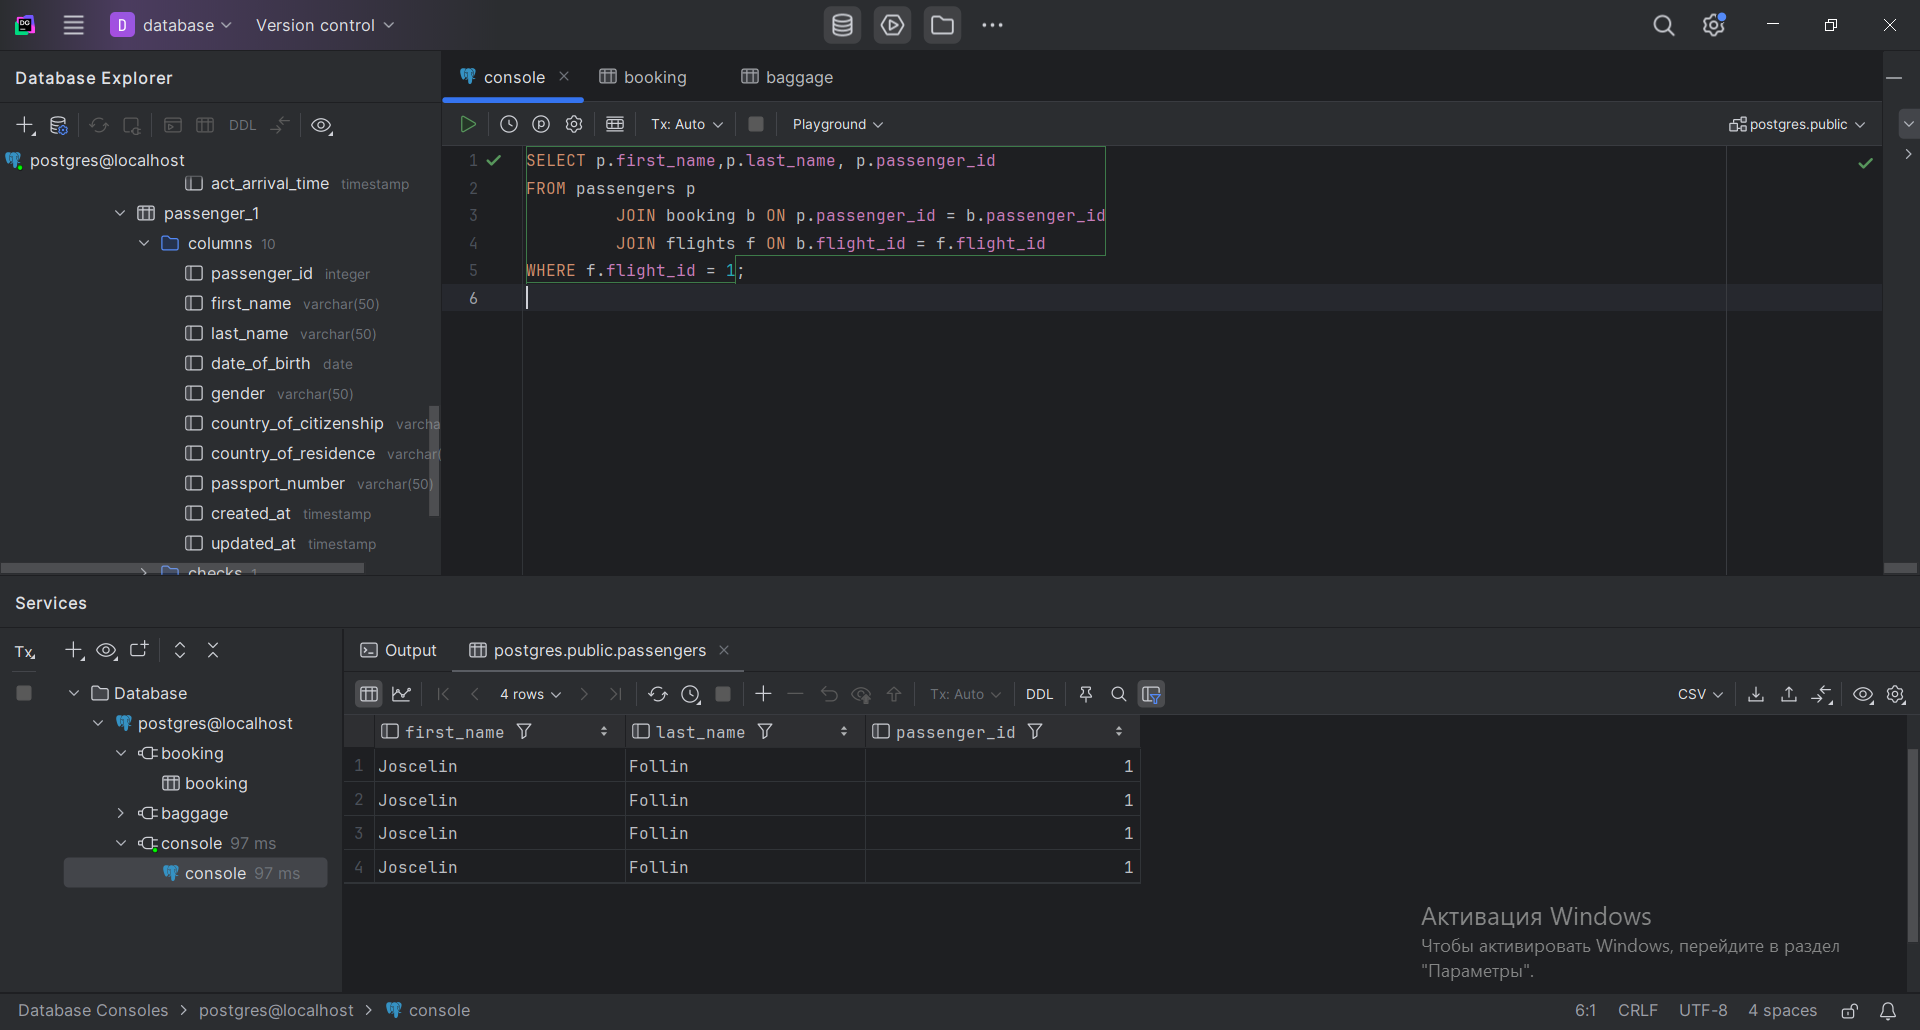 D database Version control
Database Explorer
console booking baggage
DDL
Tx: Auto Playground postgres.public
postgres@localhost
act_arrival_time timestamp
passenger_1
columns 10
passenger_id integer
first_name varchar(50)
last_name varchar(50)
date_of_birth date
gender varchar(50)
country_of_citizenship varcha
country_of_residence varchar(
passport_number varchar(50)
created_at timestamp
updated_at timestamp
checks 1
1 SELECT p.first_name,p.last_name, p.passenger_id
2 FROM passengers p
3 JOIN booking b ON p.passenger_id = b.passenger_id
4 JOIN flights f ON b.flight_id = f.flight_id
5 WHERE f.flight_id = 1;
6
Services
Tx
Database
postgres@localhost
booking
booking
baggage
console 97 ms
console 97 ms
Output postgres.public.passengers
4 rows Tx: Auto DDL CSV
first_name last_name passenger_id
1 Joscelin Follin 1
2 Joscelin Follin 1
3 Joscelin Follin 1
4 Joscelin Follin 1
Активация Windows
Чтобы активировать Windows, перейдите в раздел
"Параметры".
Database Consoles > postgres@localhost > console
6:1 CRLF UTF-8 4 spaces